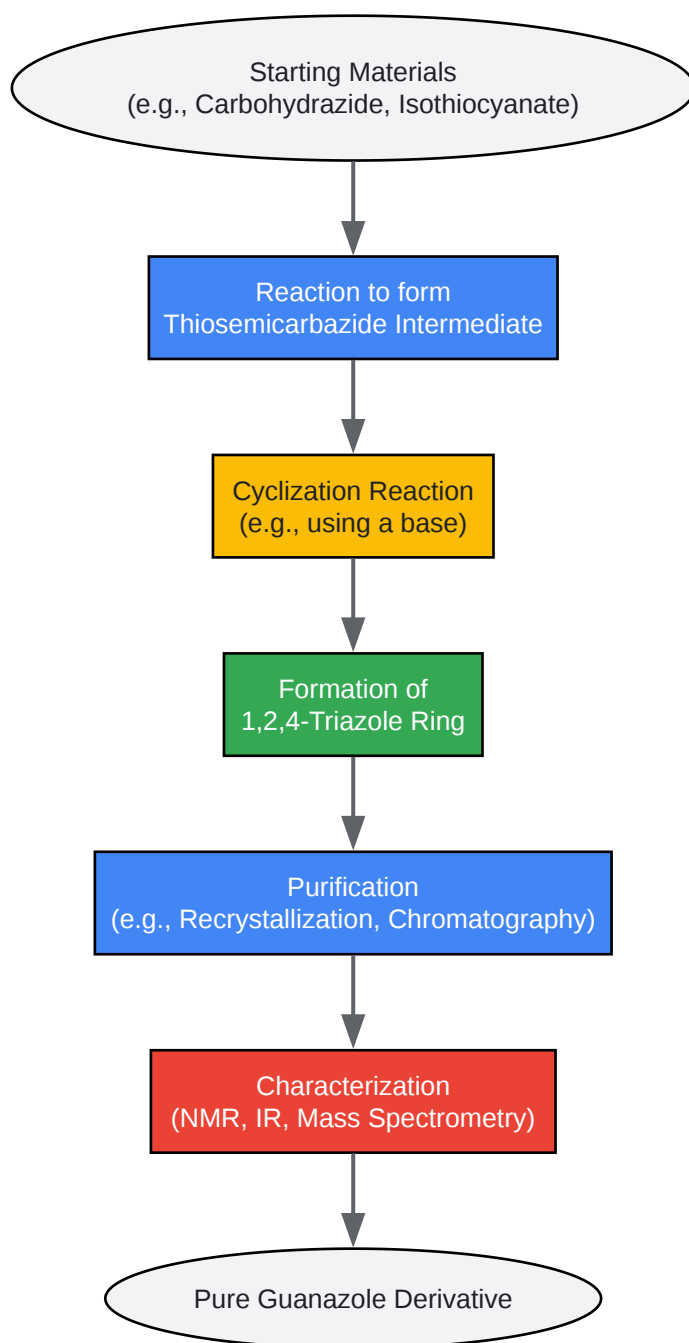 Starting Materials
(e.g., Carbohydrazide, Isothiocyanate)
Reaction to form
Thiosemicarbazide Intermediate
Cyclization Reaction
(e.g., using a base)
Formation of
1,2,4-Triazole Ring
Purification
(e.g., Recrystallization, Chromatography)
Characterization
(NMR, IR, Mass Spectrometry)
Pure Guanazole Derivative